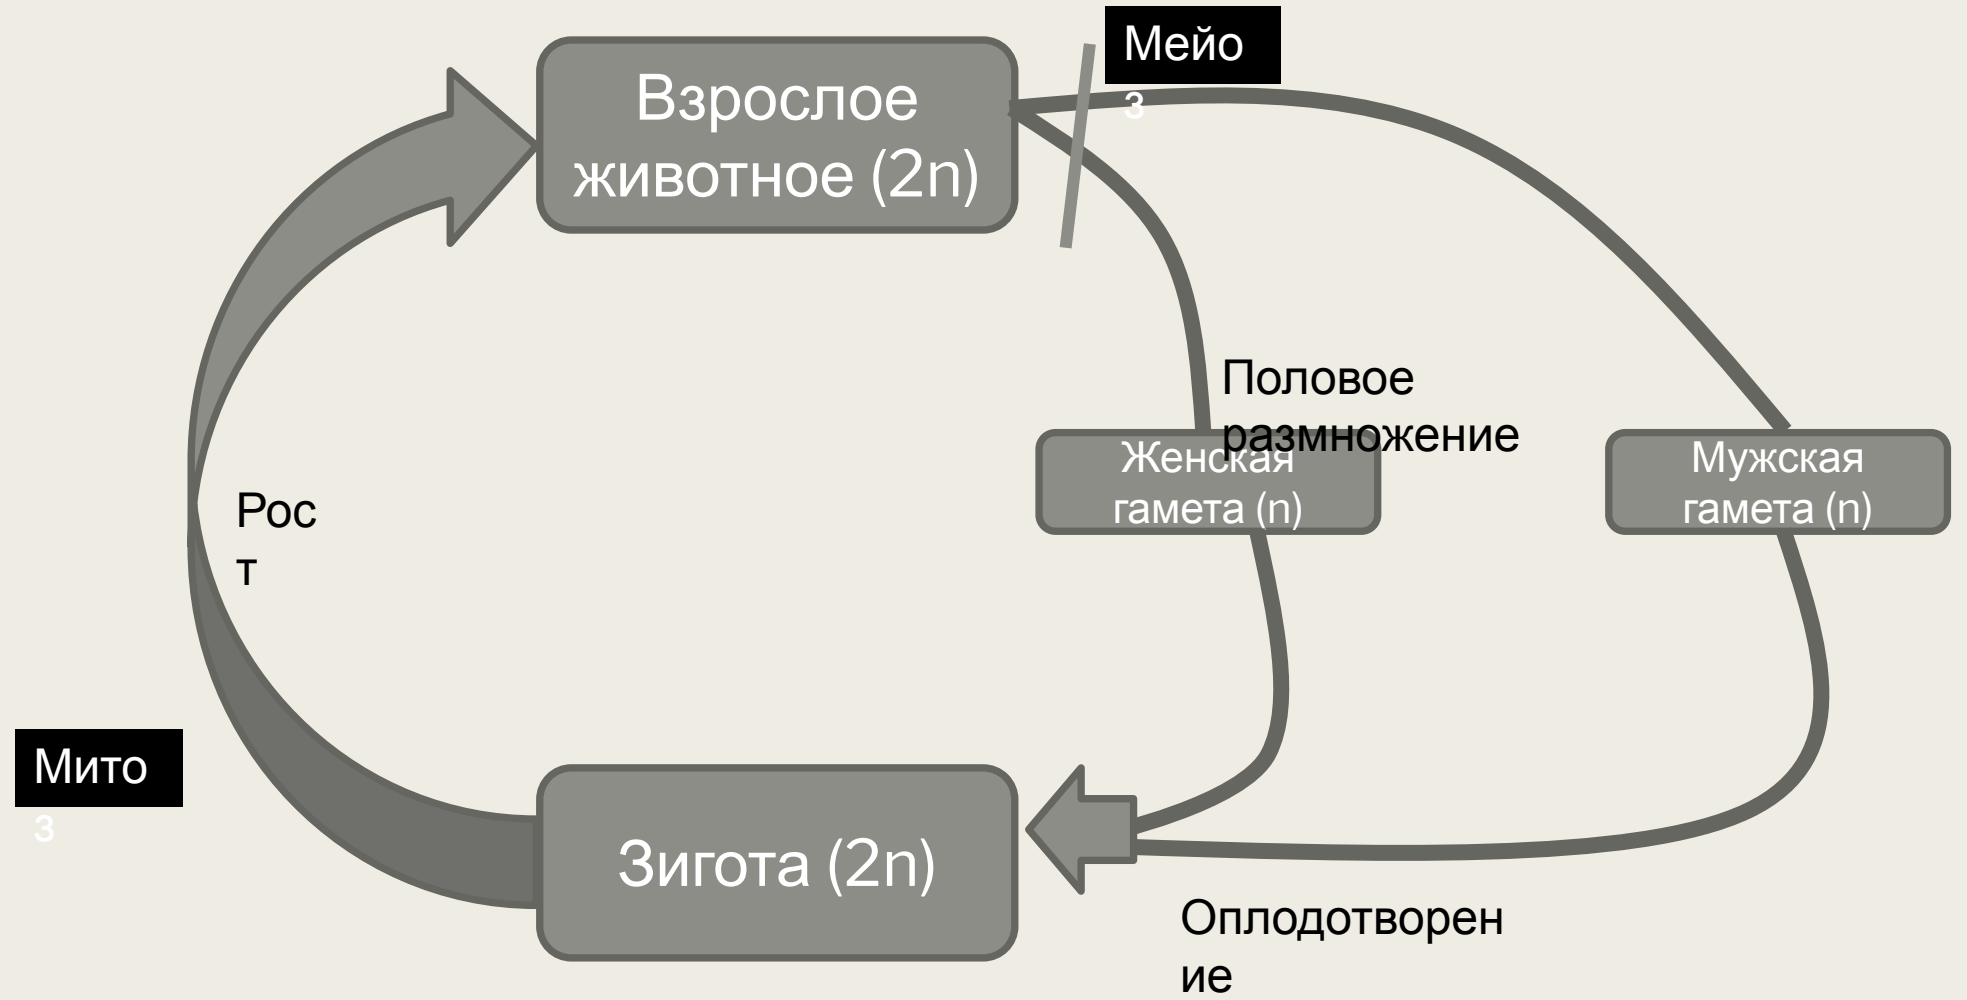 Мейо
з
Взрослое
животное (2n)
Половое
размножение
Женская
гамета (n)
Мужская
гамета (n)
Рос
т
Мито
з
Зигота (2n)
Оплодотворен
ие